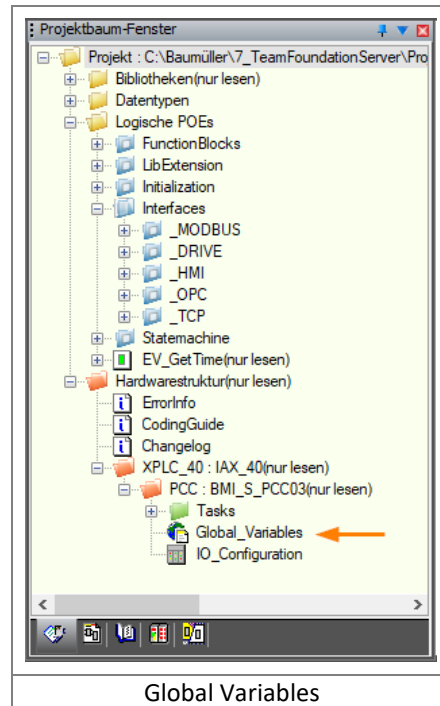 Projektbaum-Fenster
Projekt : C:\Baumüller\7_TeamFoundationServer\Pro
Bibliotheken(nur lesen)
Datentypen
Logische POEs
FunctionBlocks
LibExtension
Initialization
Interfaces
_MODBUS
_DRIVE
_HMI
_OPC
_TCP
Statemachine
EV_GetTime(nur lesen)
Hardwarestruktur(nur lesen)
ErrorInfo
CodingGuide
Changelog
XPLC_40 : IAX_40(nur lesen)
PCC : BMI_S_PCC03(nur lesen)
Tasks
Global_Variables
IO_Configuration
Global Variables